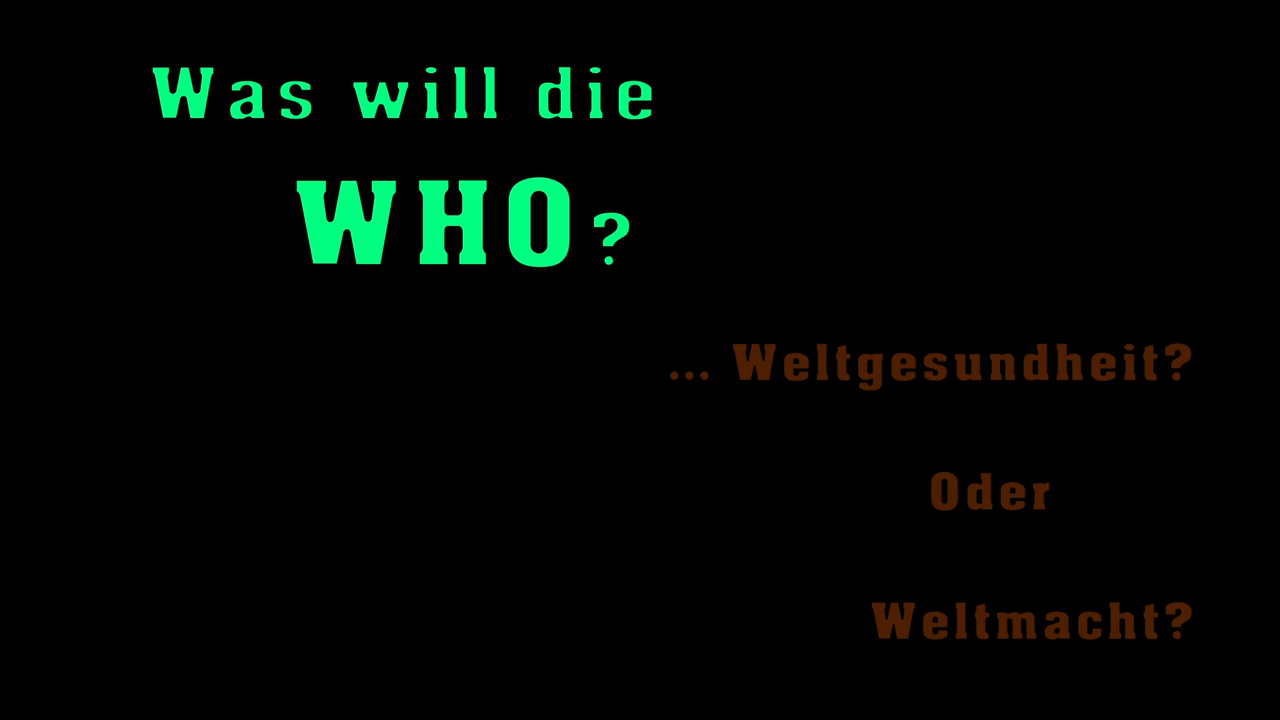 Was will die
WHO?
... Weltgesundheit?
Oder
Weltmacht?